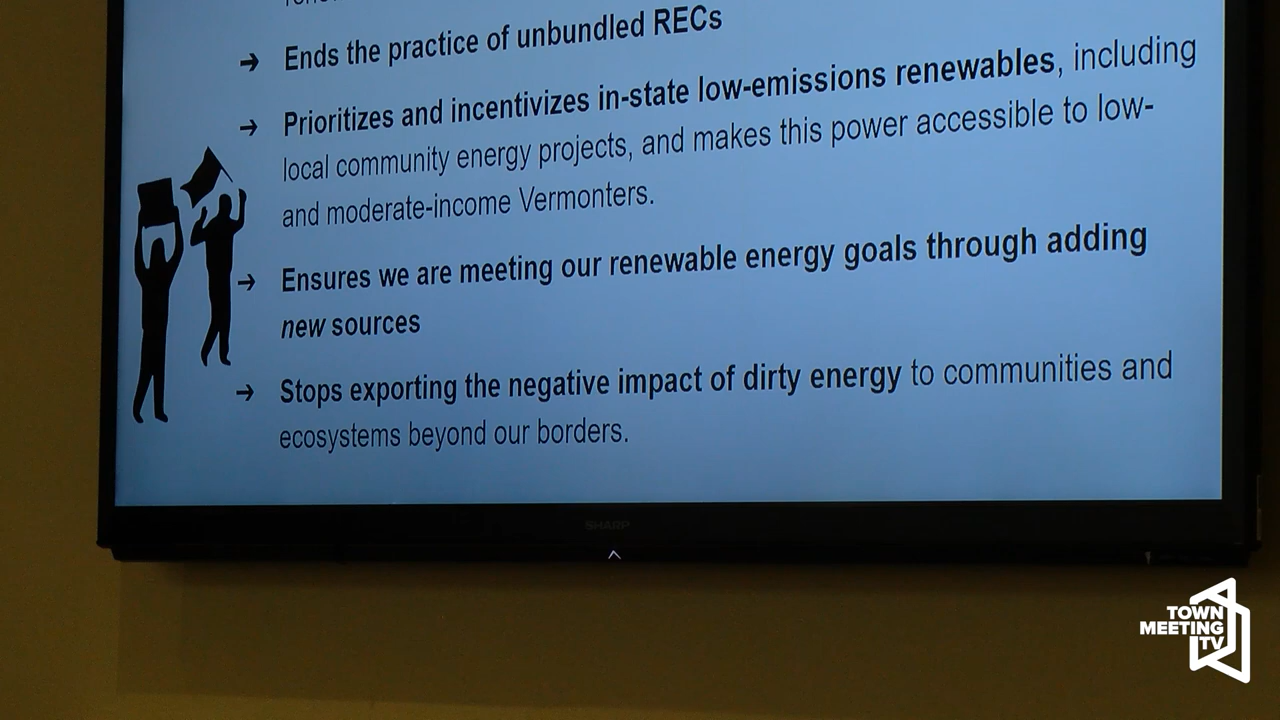 → Ends the practice of unbundled RECs
→ Prioritizes and incentivizes in-state low-emissions renewables, including
local community energy projects, and makes this power accessible to low-
and moderate-income Vermonters.
→ Ensures we are meeting our renewable energy goals through adding
new sources
→ Stops exporting the negative impact of dirty energy to communities and
ecosystems beyond our borders.
SHARP
TOWN
MEETING
TV